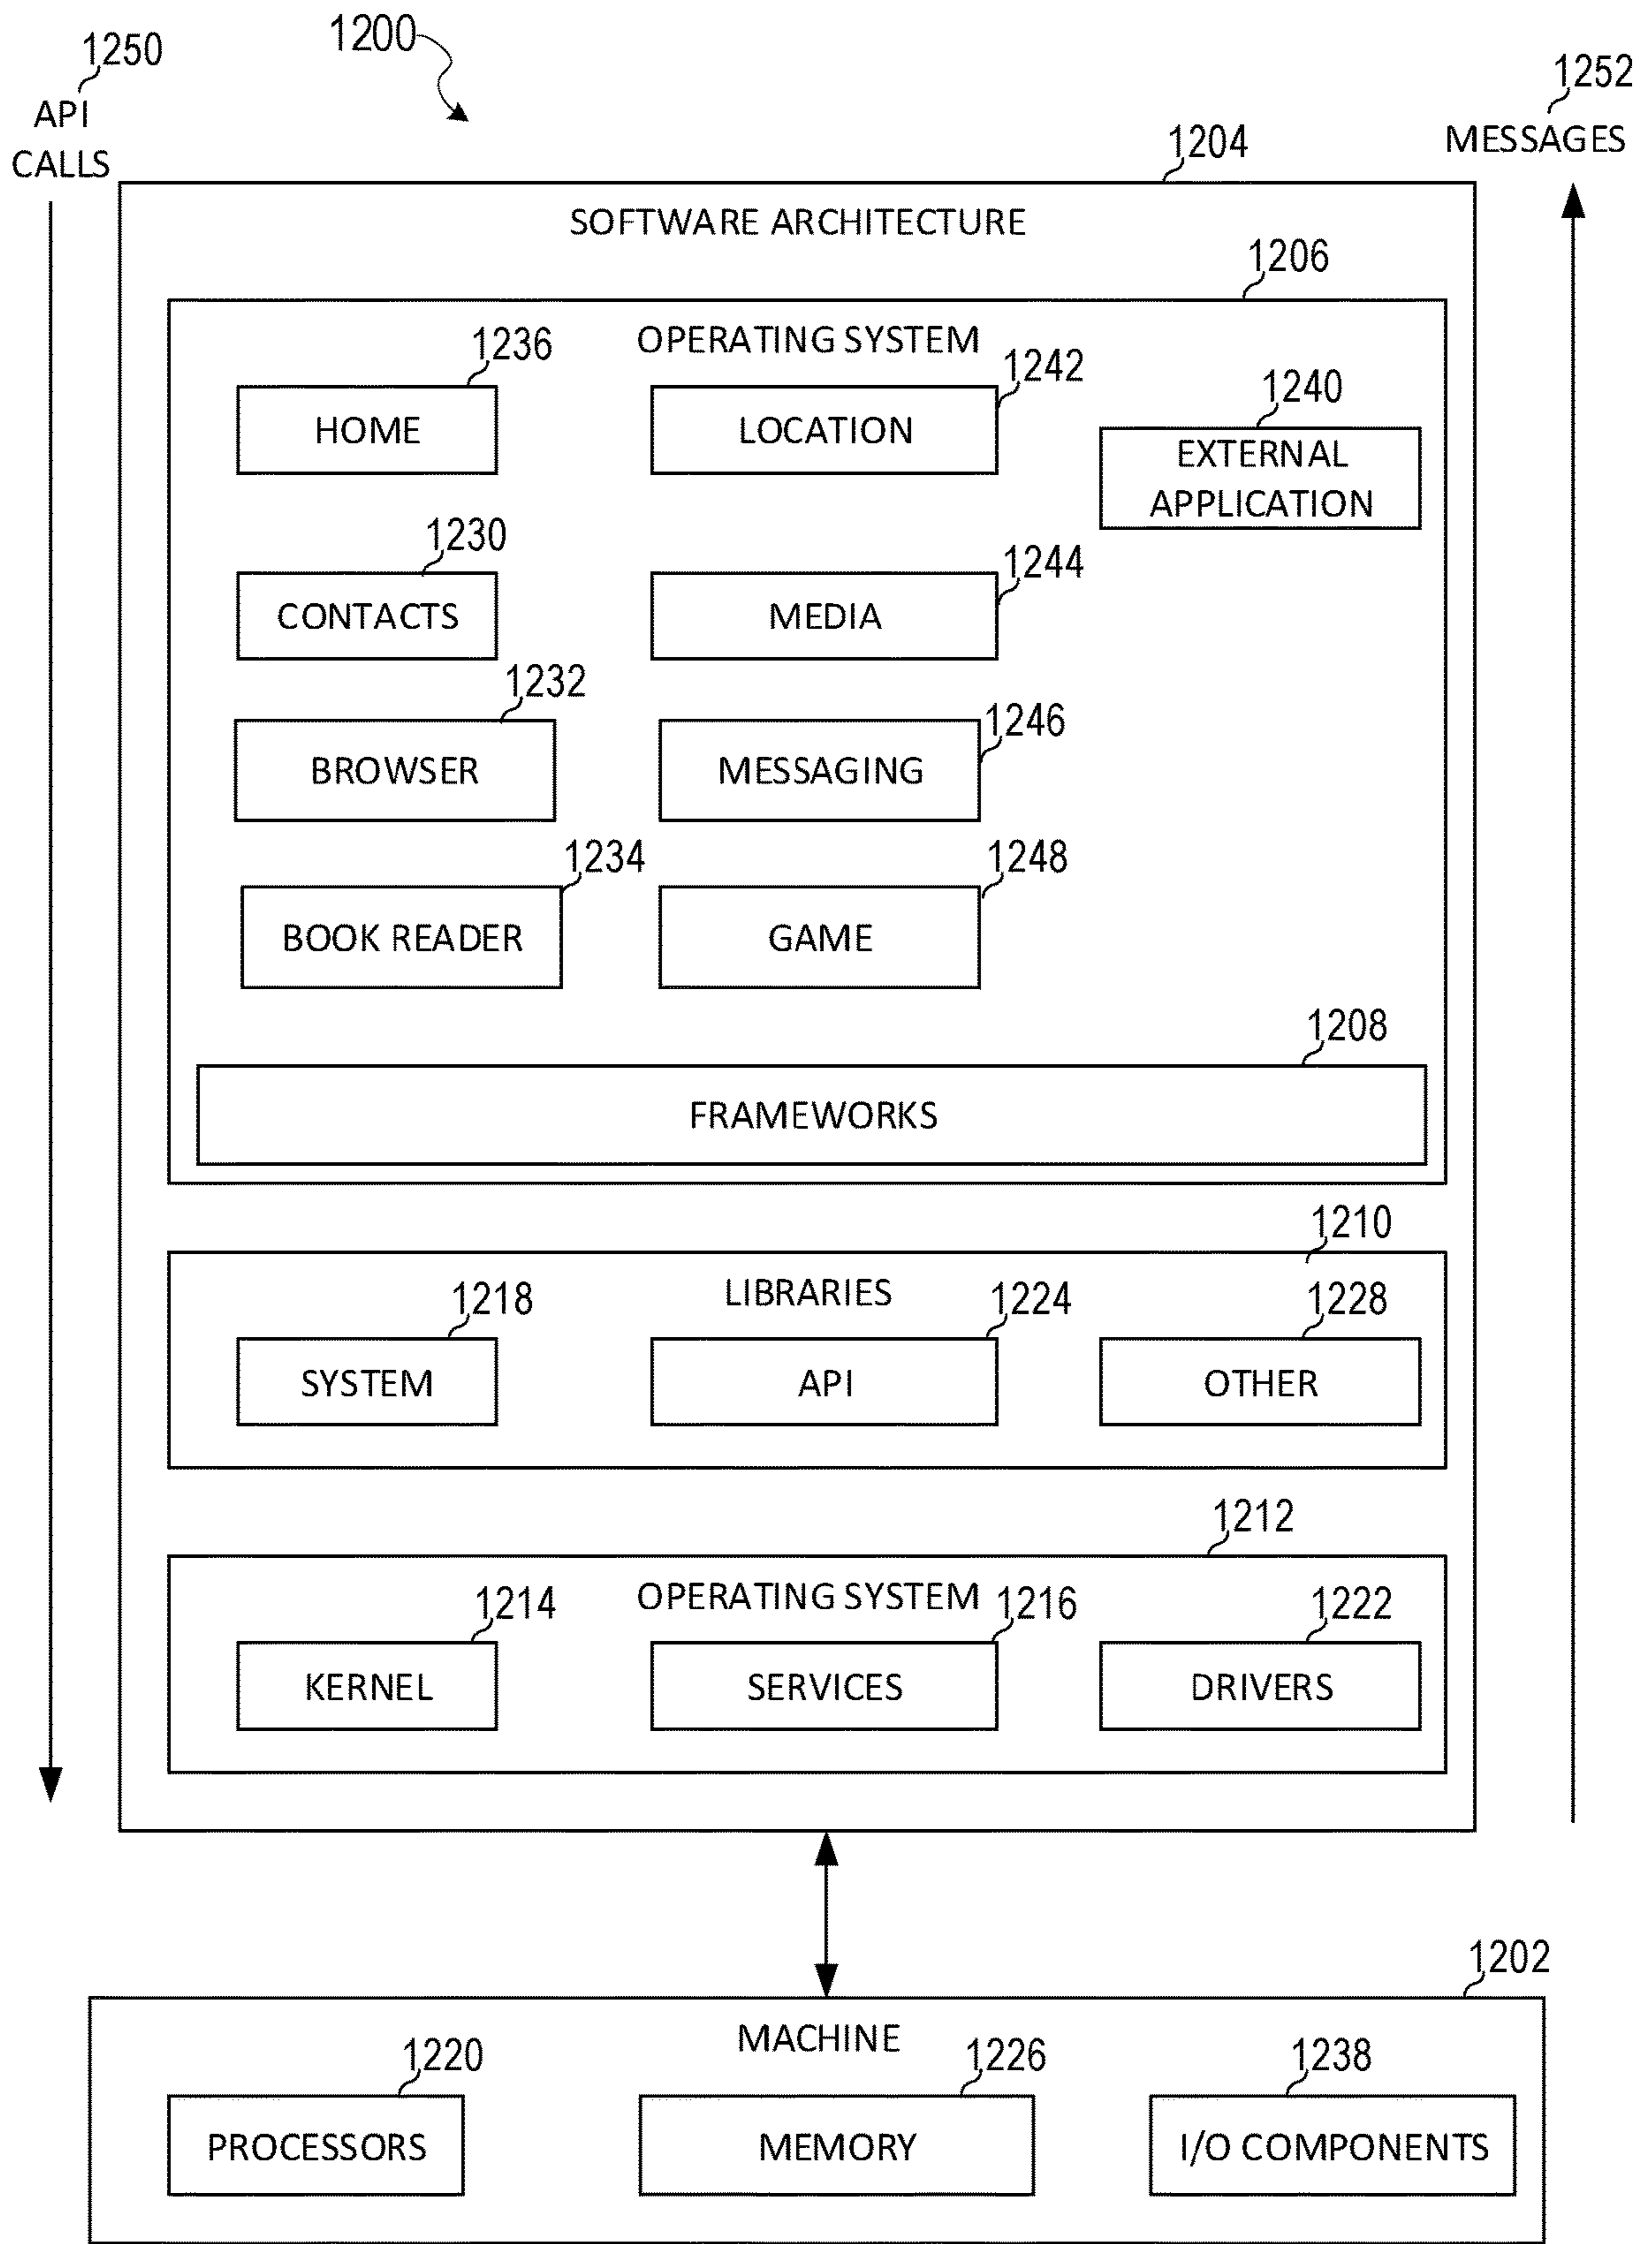 1250
1200
1252
API
CALLS
MESSAGES
1204
SOFTWARE ARCHITECTURE
1206
OPERATING SYSTEM
1236
1242
1240
HOME
LOCATION
EXTERNAL
APPLICATION
1230
1244
CONTACTS
MEDIA
1232
1246
BROWSER
MESSAGING
1234
1248
BOOK READER
GAME
1208
FRAMEWORKS
1210
LIBRARIES
1218
1224
1228
SYSTEM
API
OTHER
1212
OPERATING SYSTEM
1214
1216
1222
KERNEL
SERVICES
DRIVERS
1202
MACHINE
1220
1226
1238
PROCESSORS
MEMORY
I/O COMPONENTS